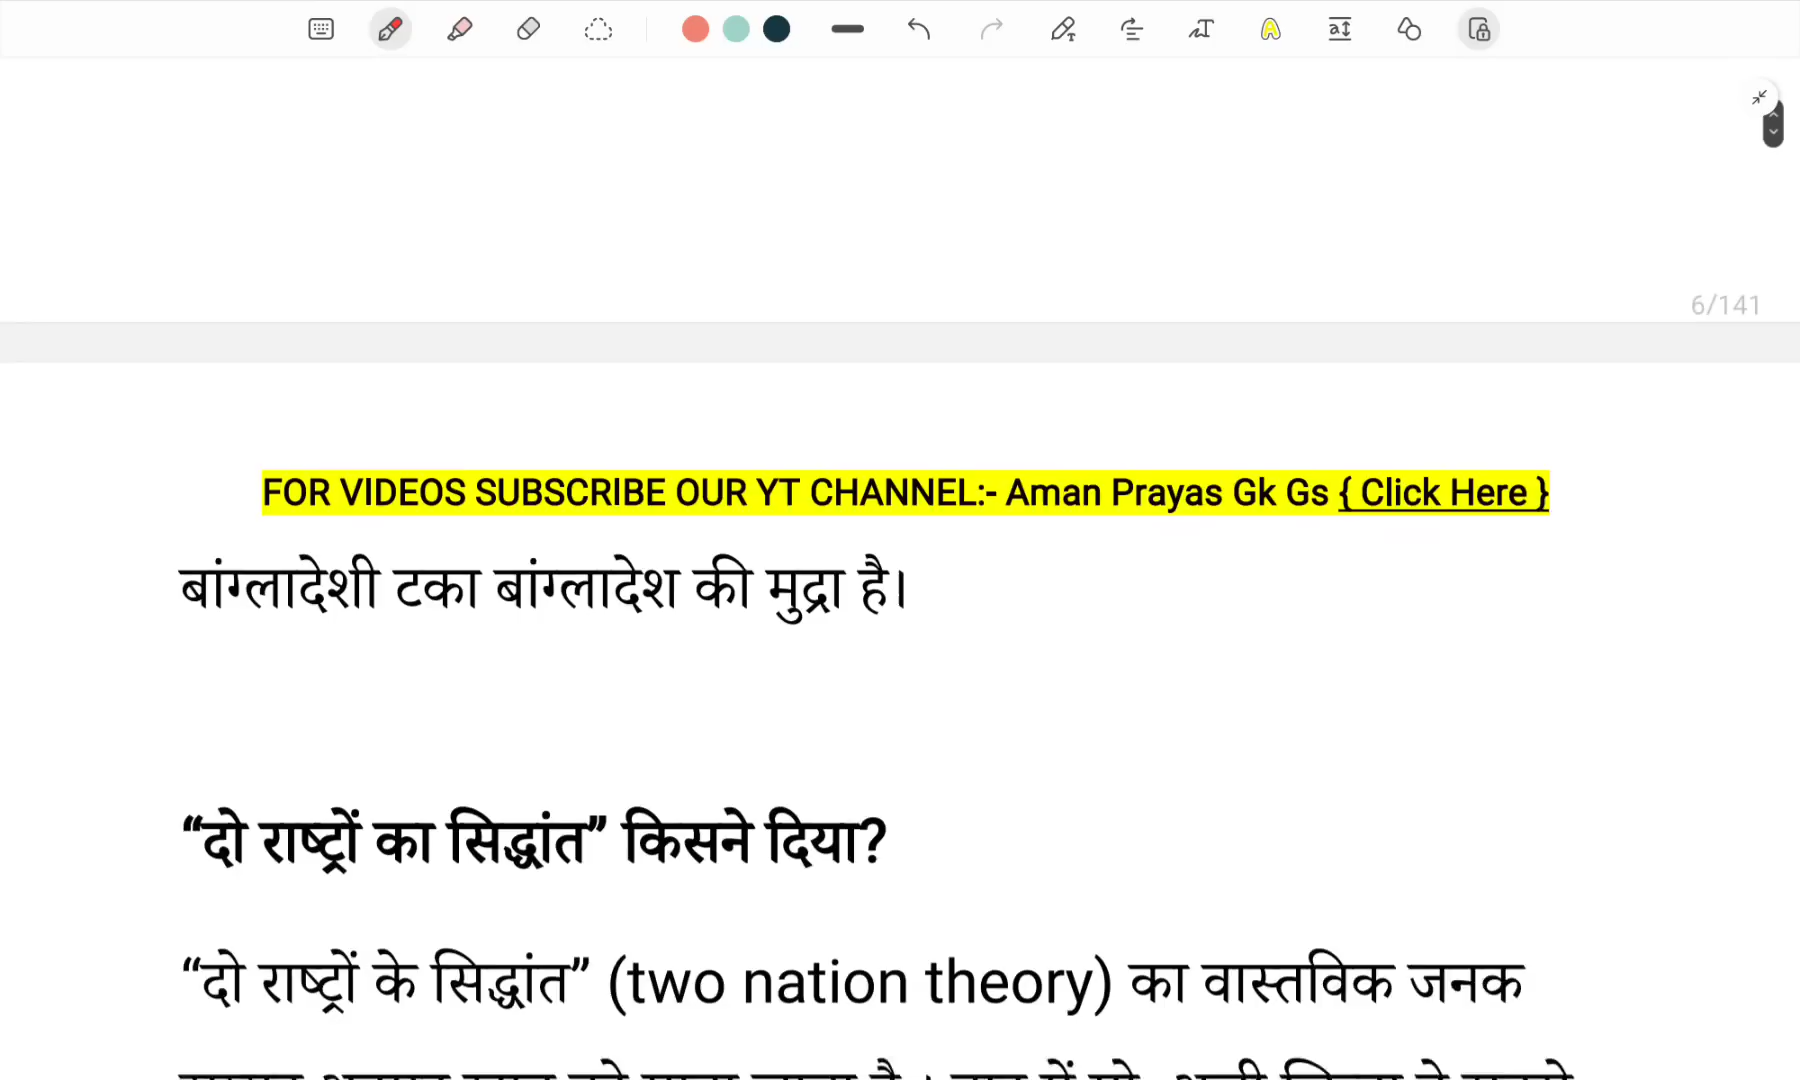 6/141
FOR VIDEOS SUBSCRIBE OUR YT CHANNEL:- Aman Prayas Gk Gs { Click Here }
बांग्लादेशी टका बांग्लादेश की मुद्रा है।
“दो राष्ट्रों का सिद्धांत” किसने दिया?
“दो राष्ट्रों के सिद्धांत” (two nation theory) का वास्तविक जनक